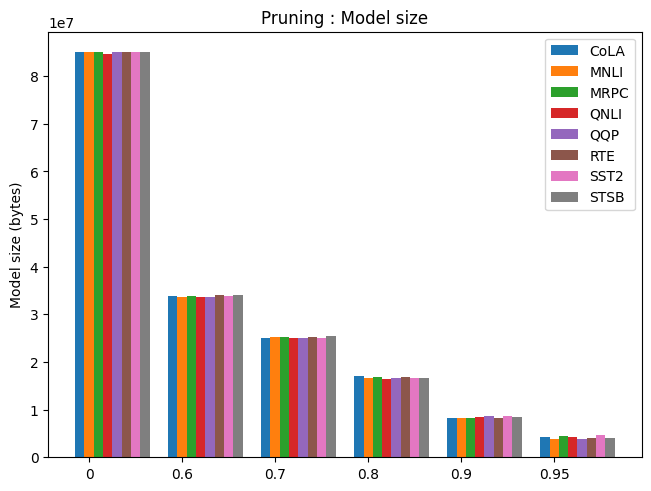 Pruning : Model size
1e7
8
7
6
5
4
3
2
1
0
Model size (bytes)
0 0.6 0.7 0.8 0.9 0.95
CoLA
MNLI
MRPC
QNLI
QQP
RTE
SST2
STSB